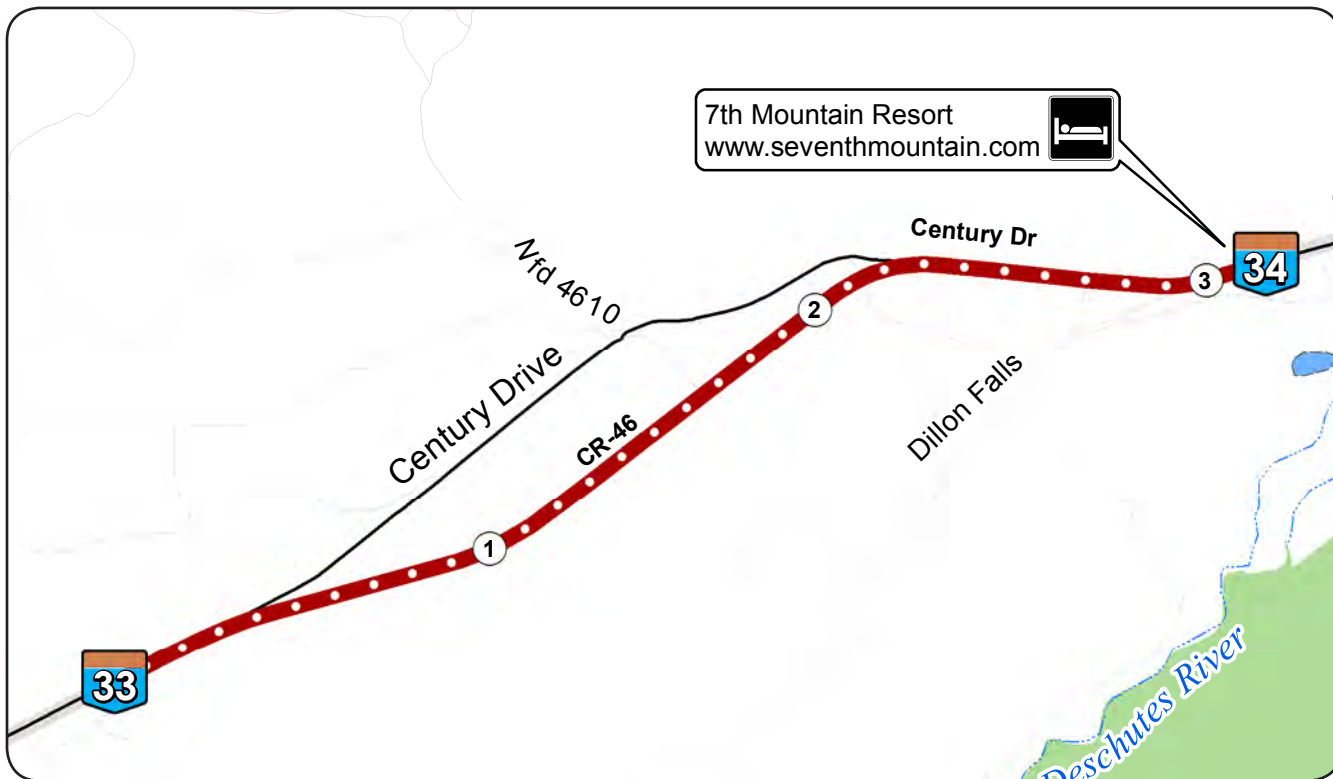 7th Mountain Resort
www.seventhmountain.com
Century Dr
34
3
Nfd 4610
2
Century Drive
CR-46
Dillon Falls
1
33
Deschutes River